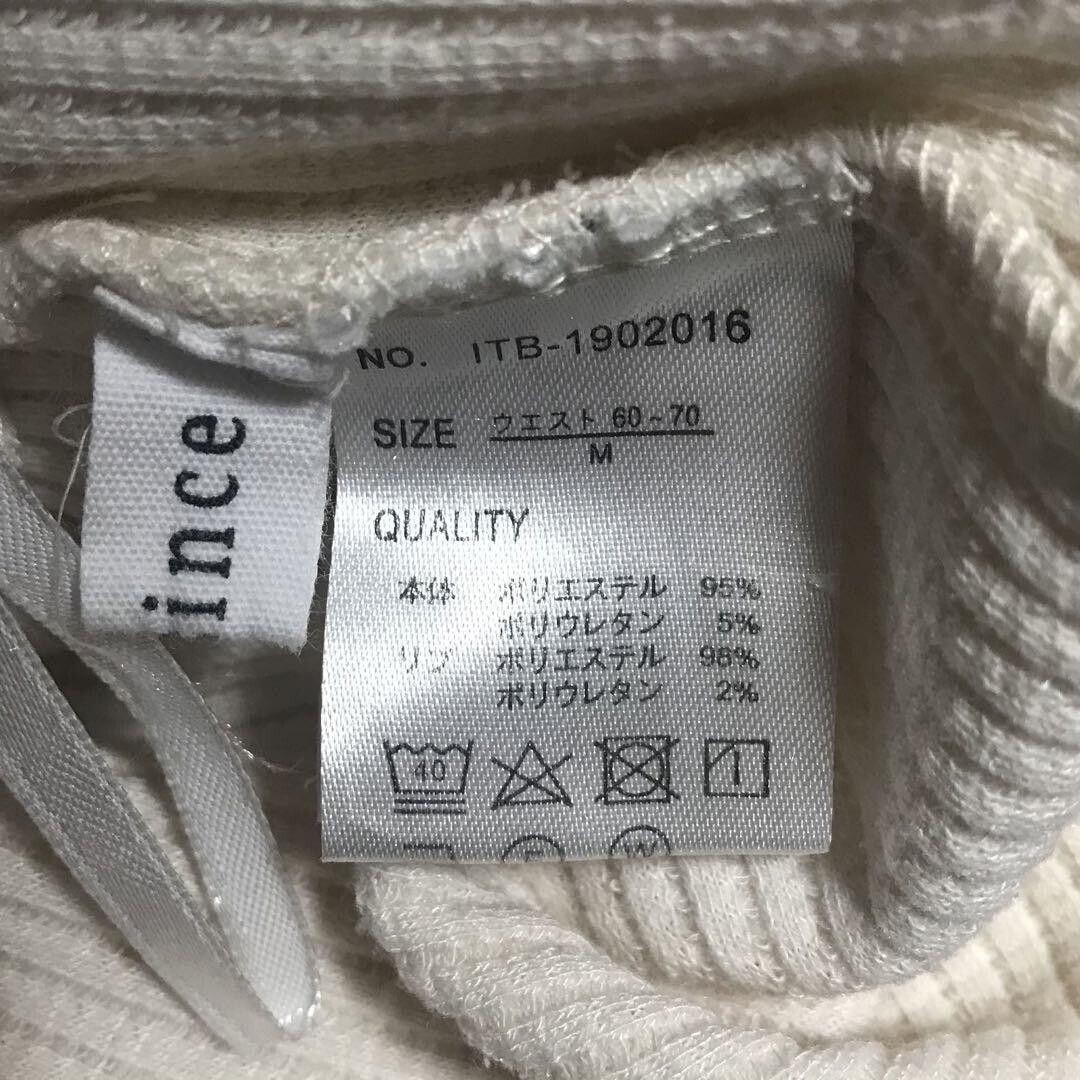 ince
NO. ITB-1902016
SIZE ウエスト 60~70
M
QUALITY
本体 ポリエステル 95%
ポリウレタン 5%
リブ ポリエステル 98%
ポリウレタン 2%
40